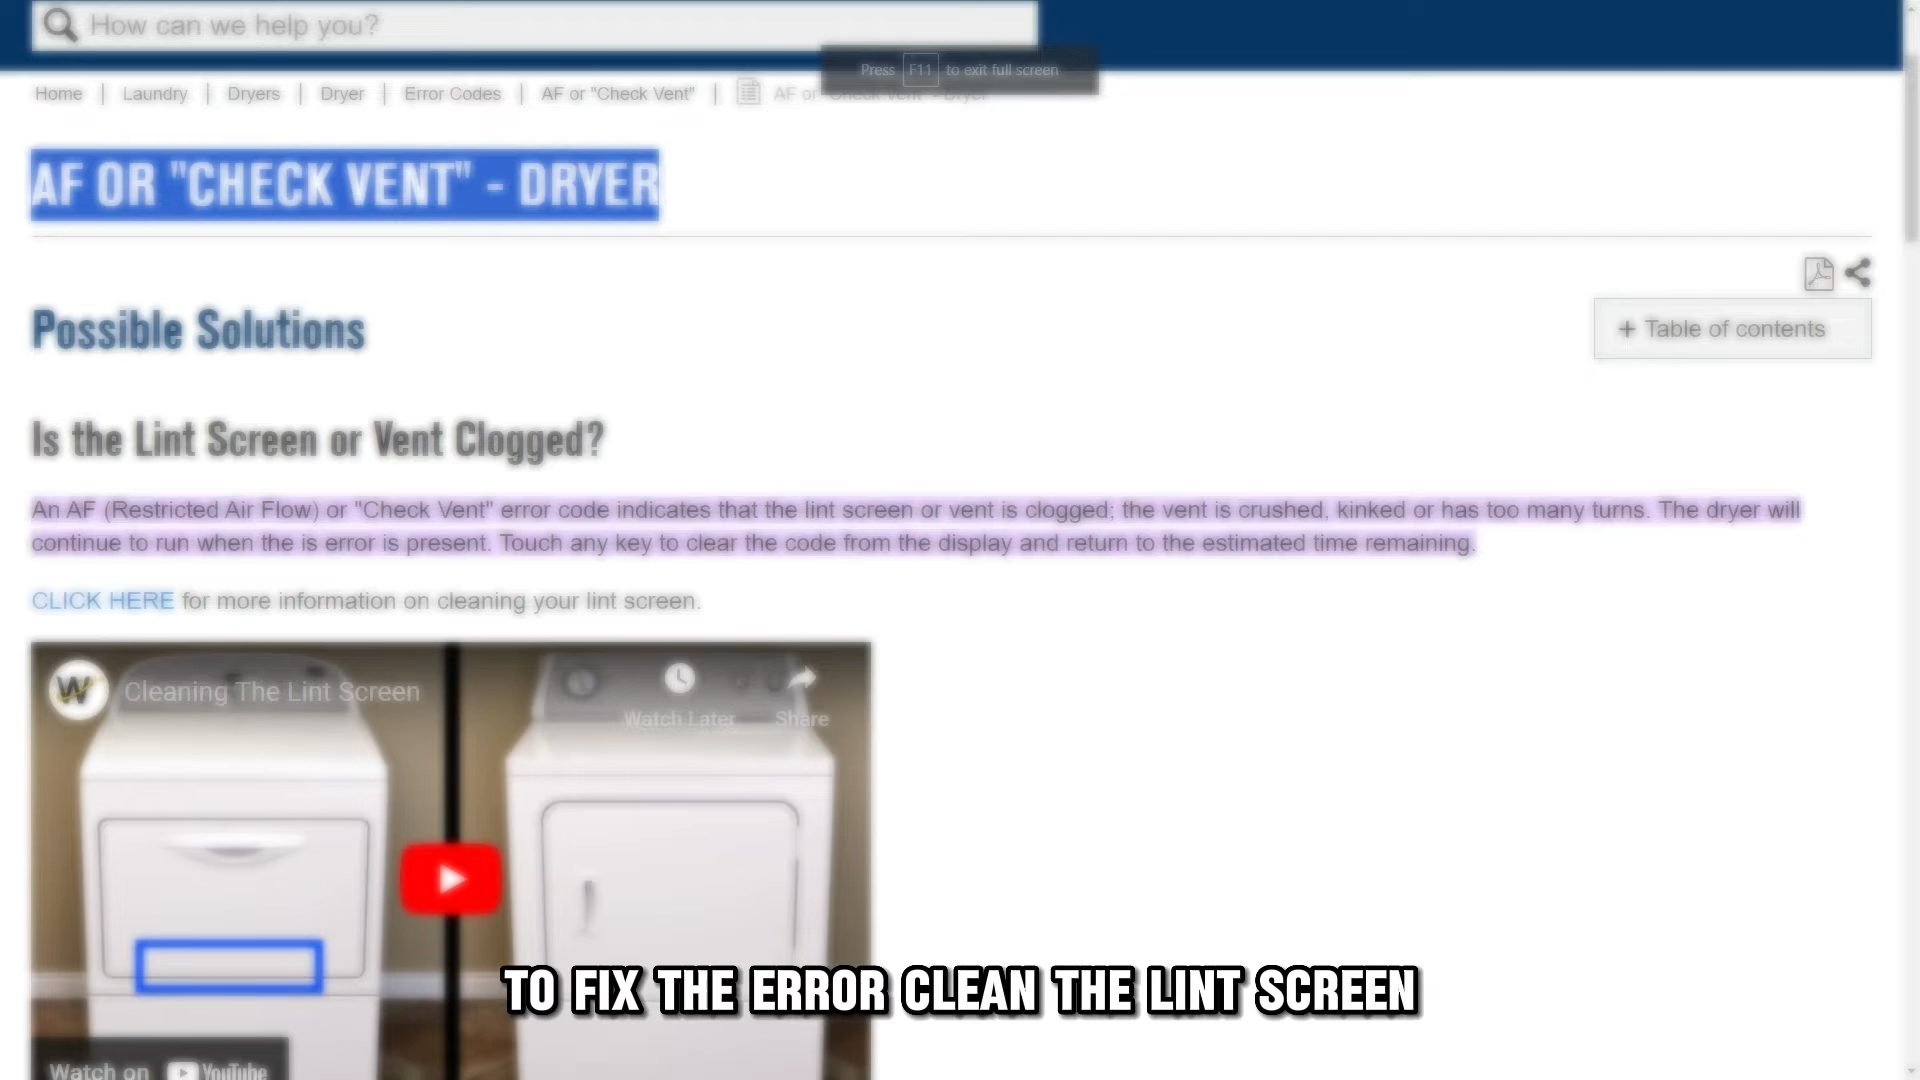 How can we help you?
Press F11 to exit full screen
Home | Laundry | Dryers | Dryer | Error Codes | AF or "Check Vent" | AF or "Check Vent" - Dryer
AF OR "CHECK VENT" - DRYER
Possible Solutions
+ Table of contents
Is the Lint Screen or Vent Clogged?
An AF (Restricted Air Flow) or "Check Vent" error code indicates that the lint screen or vent is clogged; the vent is crushed, kinked or has too many turns. The dryer will
continue to run when the is error is present. Touch any key to clear the code from the display and return to the estimated time remaining.
CLICK HERE for more information on cleaning your lint screen.
W
Cleaning The Lint Screen
Watch Later
Share
TO FIX THE ERROR CLEAN THE LINT SCREEN
Watch on YouTube